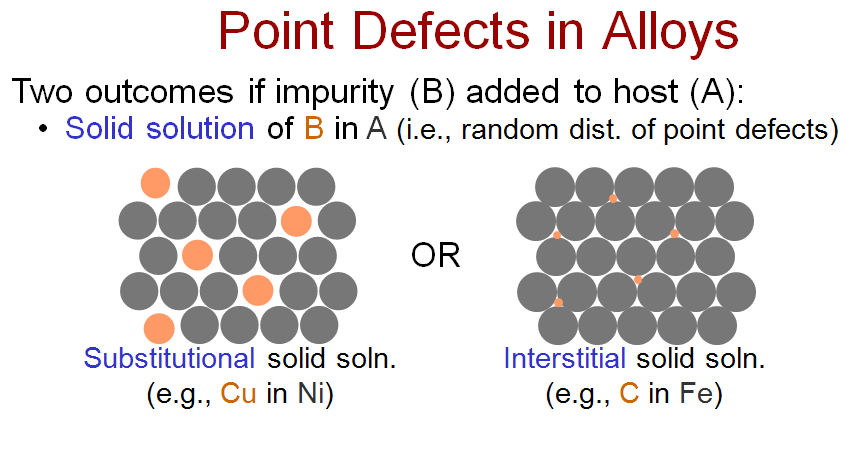 Point Defects in Alloys
Two outcomes if impurity (B) added to host (A):
• Solid solution of B in A (i.e., random dist. of point defects)
OR
Substitutional solid soln.
(e.g., Cu in Ni)
Interstitial solid soln.
(e.g., C in Fe)